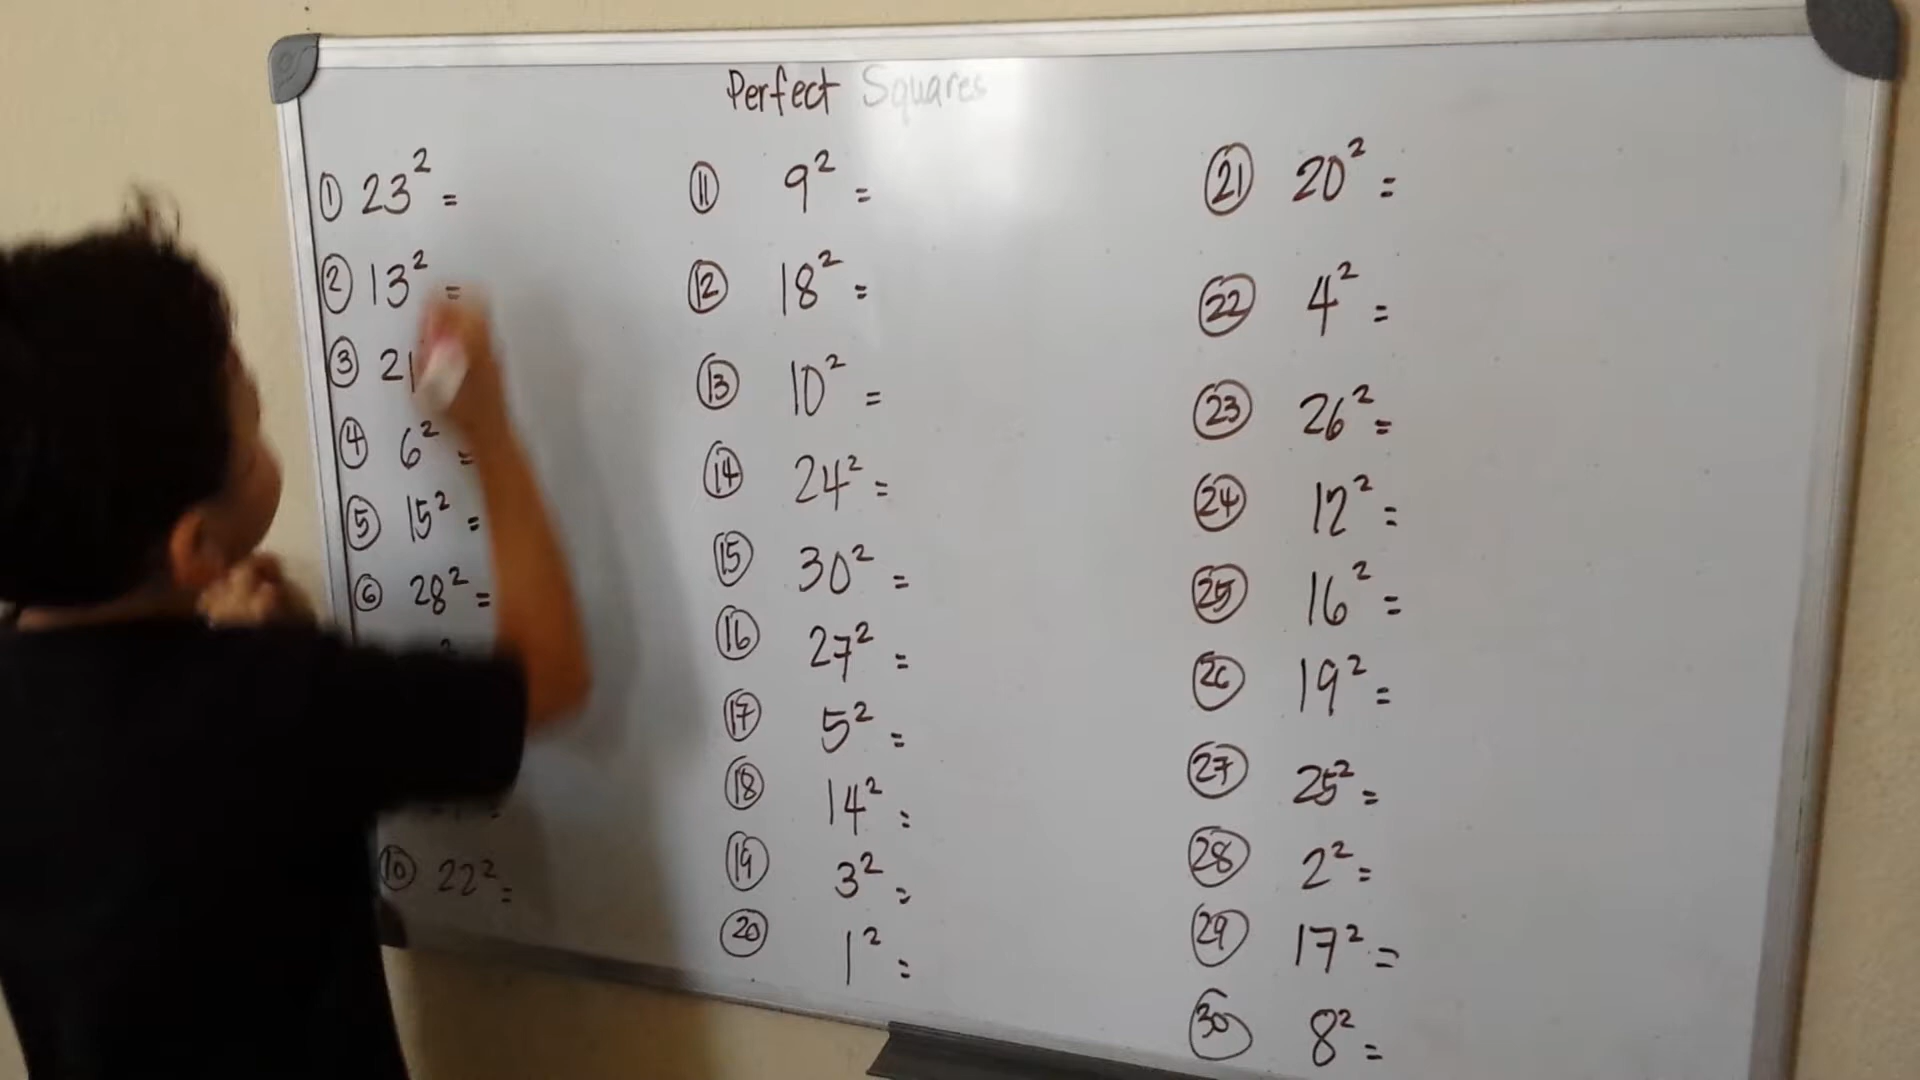 Perfect Squares
① 23² =
② 13² =
③ 21
④ 6² =
⑤ 15² =
⑥ 28² =
⑩ 22² =
⑪ 9² =
⑫ 18² =
⑬ 10² =
⑭ 24² =
⑮ 30² =
⑯ 27² =
⑰ 5² =
⑱ 14² =
⑲ 3² =
⑳ 1² =
㉑ 20² =
㉒ 4² =
㉓ 26² =
㉔ 12² =
㉕ 16² =
㉖ 19² =
㉗ 25² =
㉘ 2² =
㉙ 17² =
㉚ 8² =